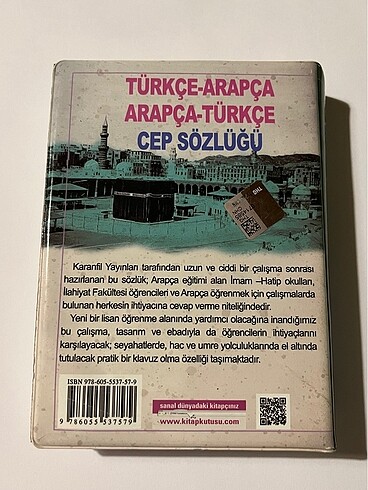 TÜRKÇE-ARAPÇA
ARAPÇA-TÜRKÇE
CEP SÖZLÜĞÜ
Karanfil Yayınları tarafından uzun ve ciddi bir çalışma sonrası
hazırlanan bu sözlük; Arapça eğitimi alan İmam –Hatip okulları,
İlahiyat Fakültesi öğrencileri ve Arapça öğrenmek için çalışmalarda
bulunan herkesin ihtiyacına cevap verme niteliğindedir.
Yeni bir lisan öğrenme alanında yardımcı olacağına inandığımız
bu çalışma, tasarım ve ebadıyla da öğrencilerin ihtiyaçlarını
karşılayacak; seyahatlerde, hac ve umre yolculuklarında el altında
tutulacak pratik bir klavuz olma özelliği taşımaktadır.
ISBN 978-605-5537-57-9
9 786055 537579
sanal dünyadaki kitapçınız
www.kitapkutusu.com